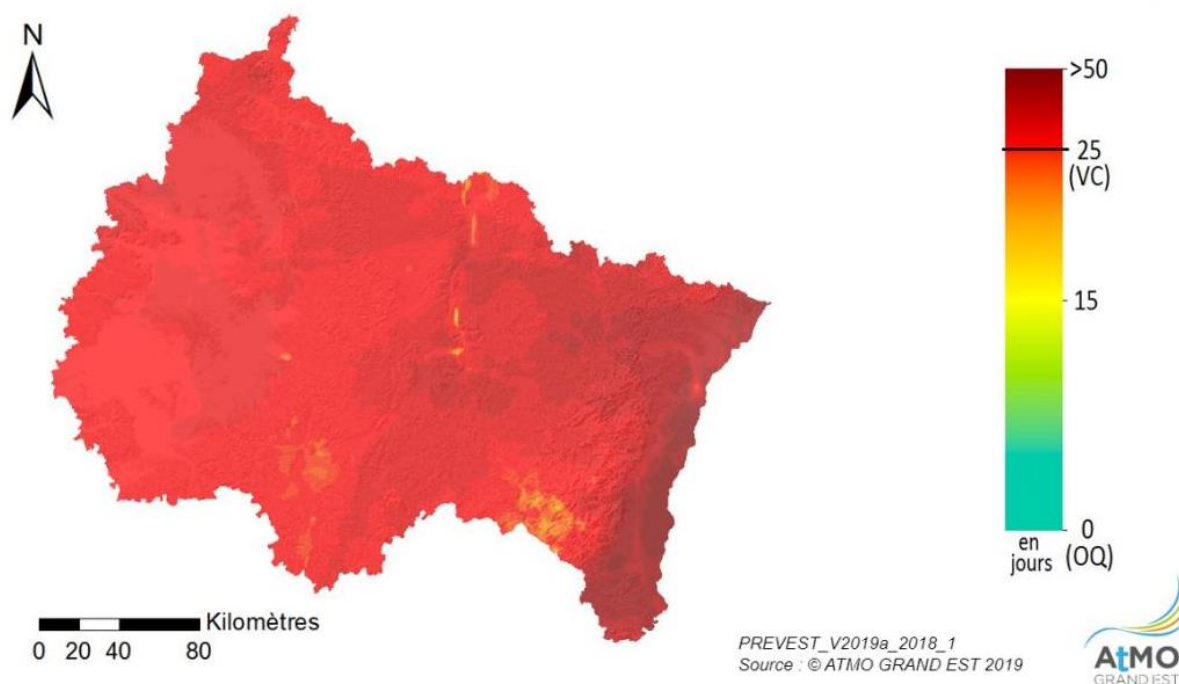 N
>50
25
(VC)
15
0
en
jours
(OQ)
Kilomètres
0 20 40 80
PREVEST_V2019a_2018_1
Source : © ATMO GRAND EST 2019
AtMO
GRAND EST